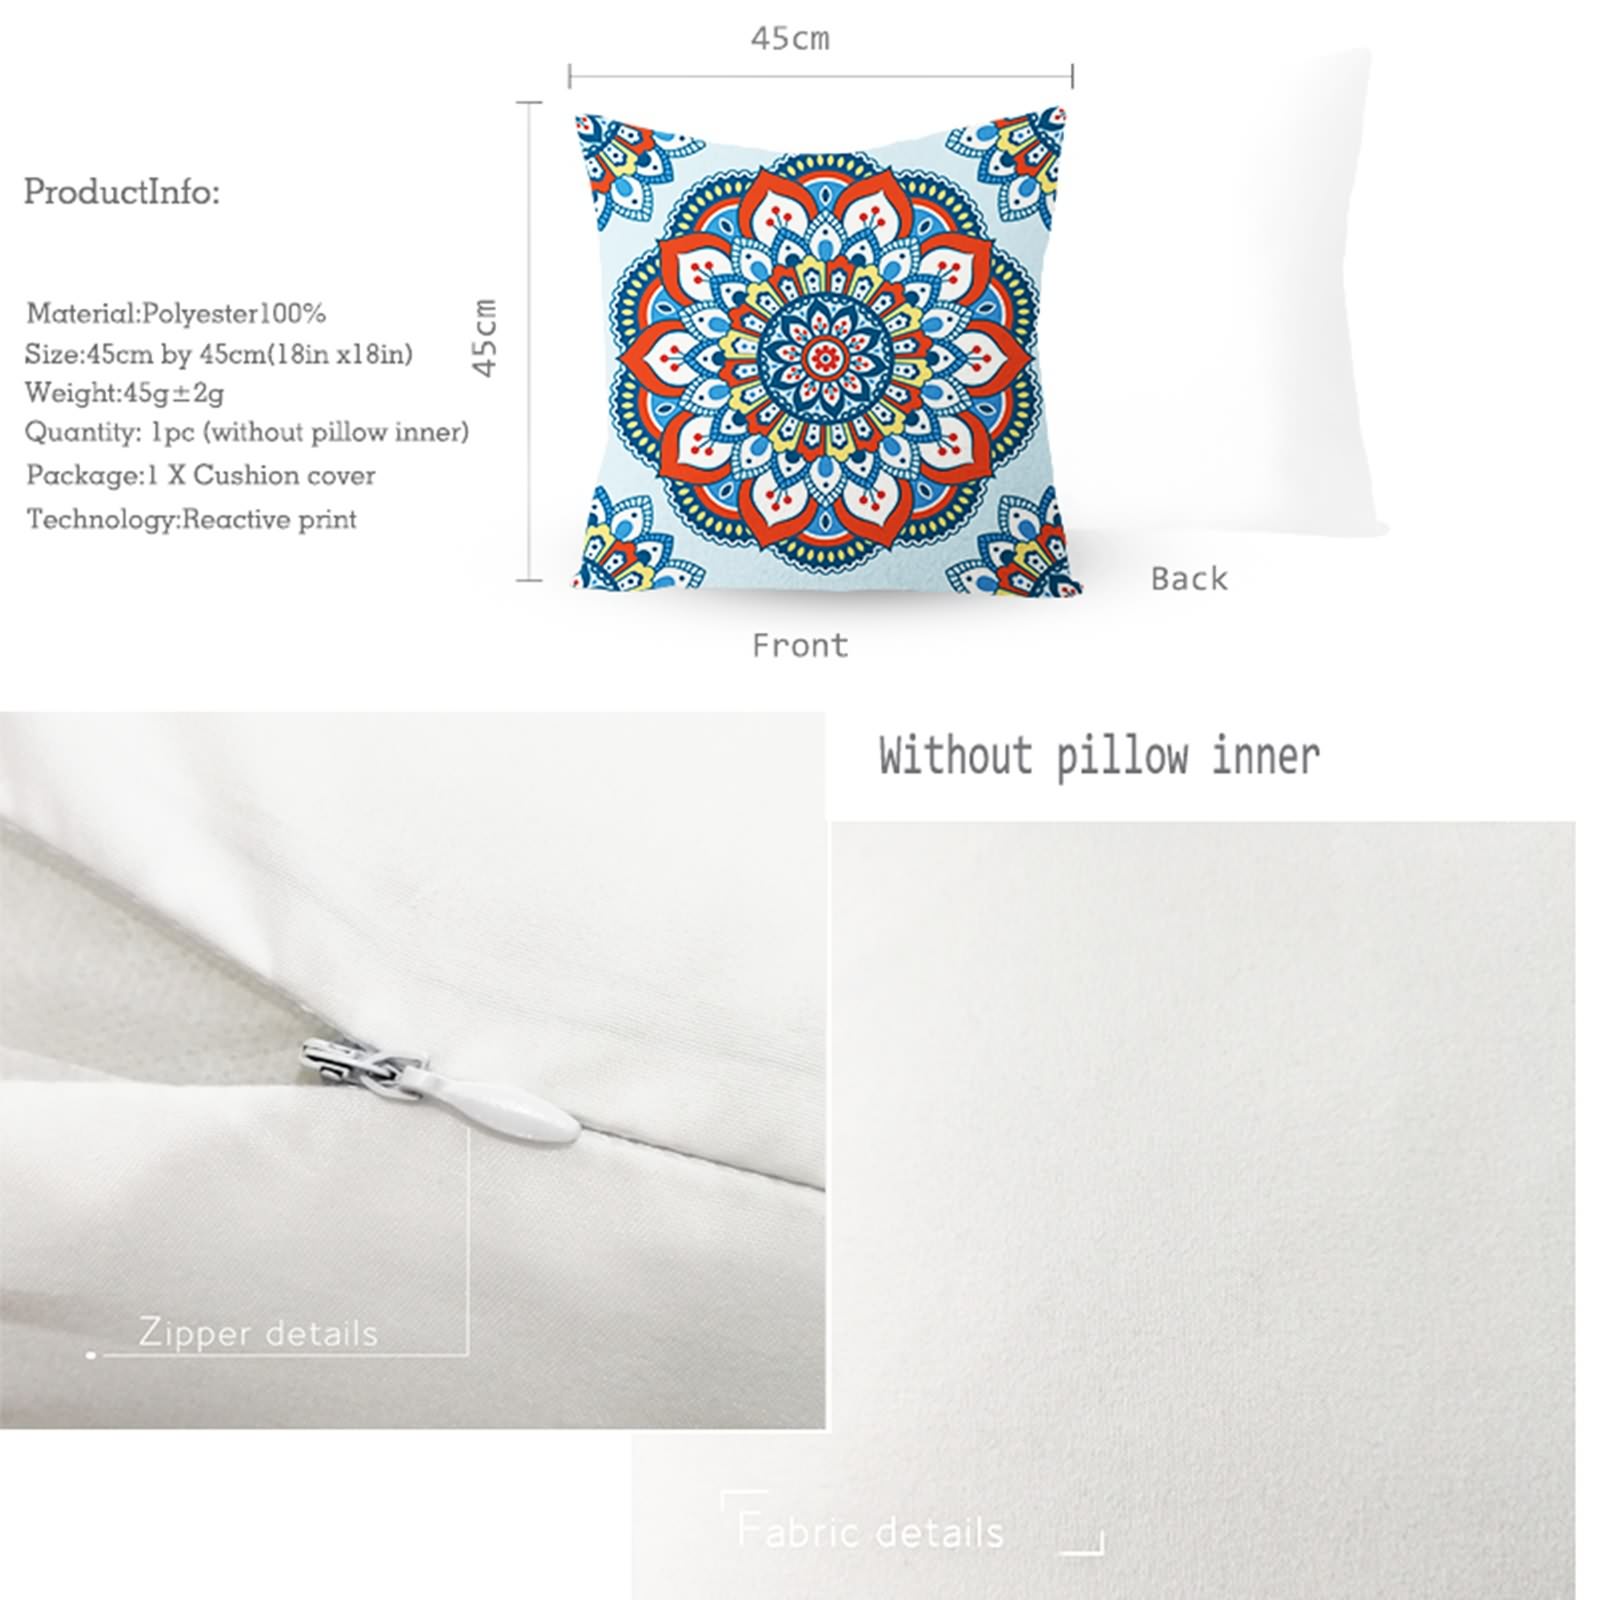 45cm
45cm
ProductInfo:
Material:Polyester100%
Size:45cm by 45cm(18in x18in)
Weight:45g±2g
Quantity: 1pc (without pillow inner)
Package:1 X Cushion cover
Technology:Reactive print
Back
Front
Without pillow inner
Zipper details
Fabric details